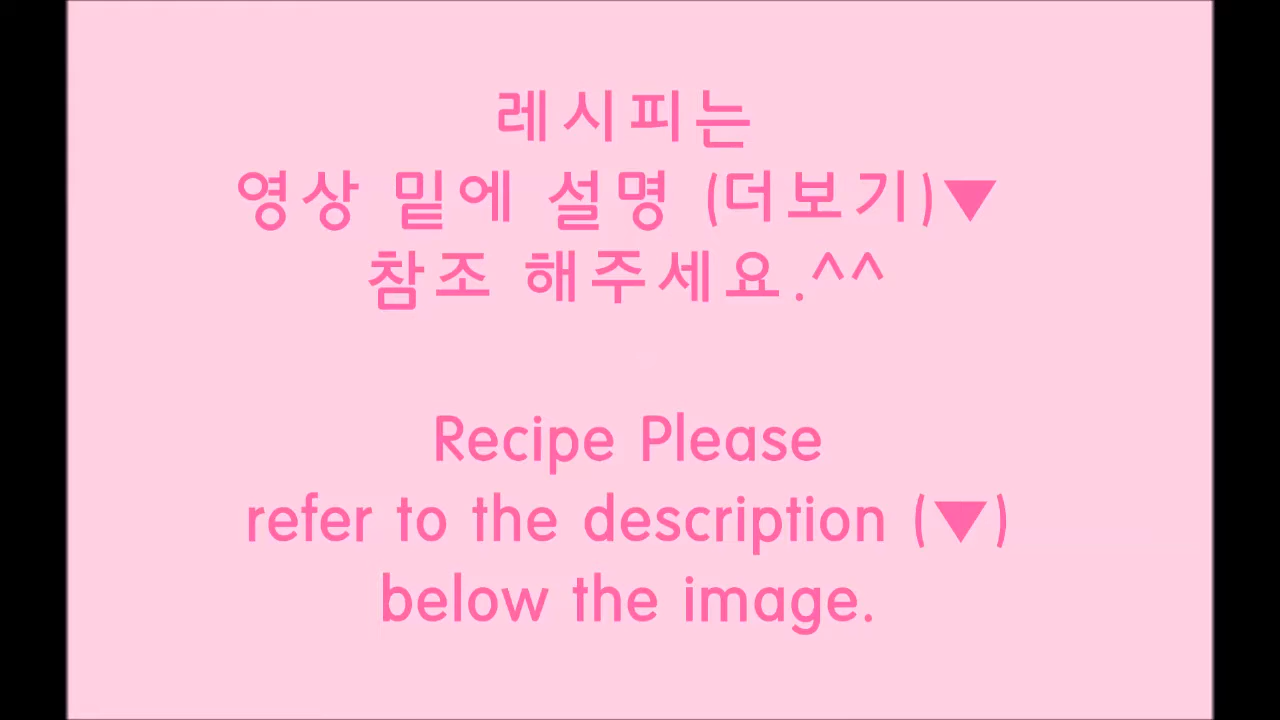 레시피는
영상 밑에 설명 (더보기)▼
참조 해주세요.^^
Recipe Please
refer to the description (▼)
below the image.